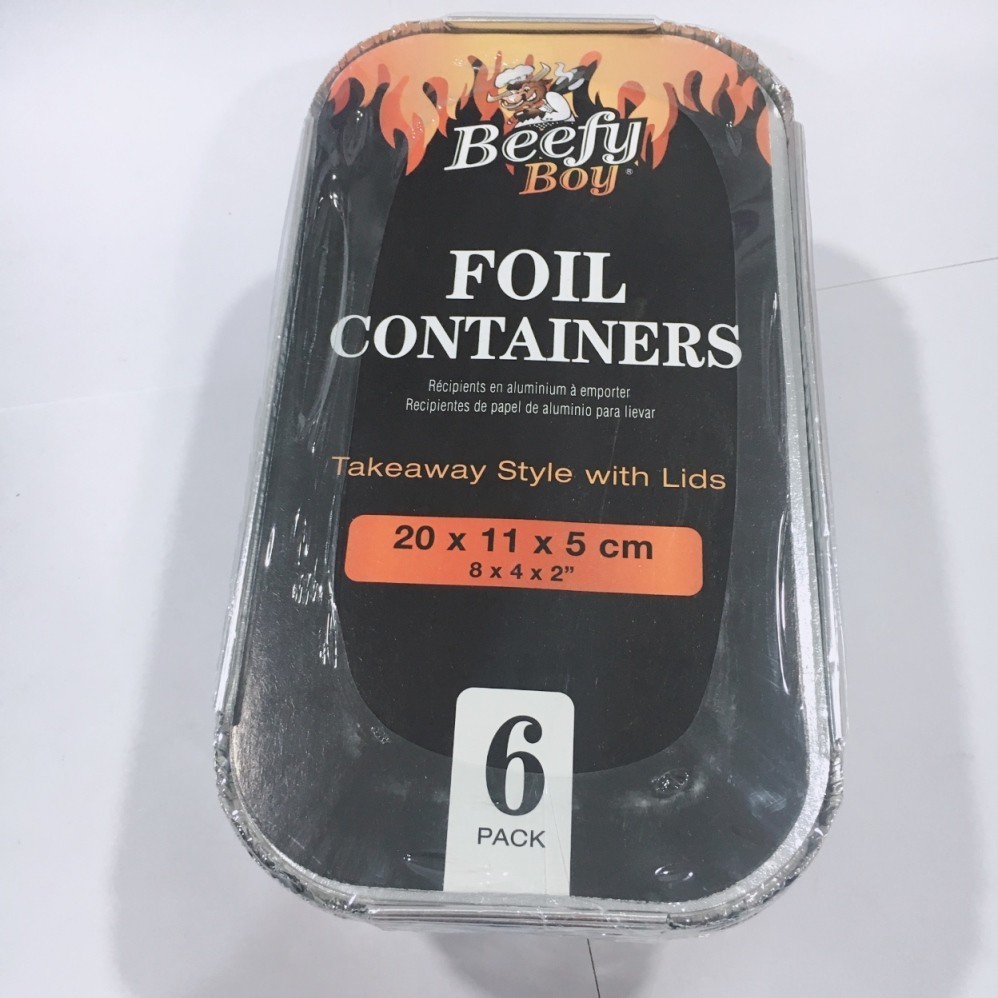 Beefy
Boy®
FOIL
CONTAINERS
Récipients en aluminium à emporter
Recipientes de papel de aluminio para llevar
Takeaway Style with Lids
20 x 11 x 5 cm
8 x 4 x 2”
6
PACK